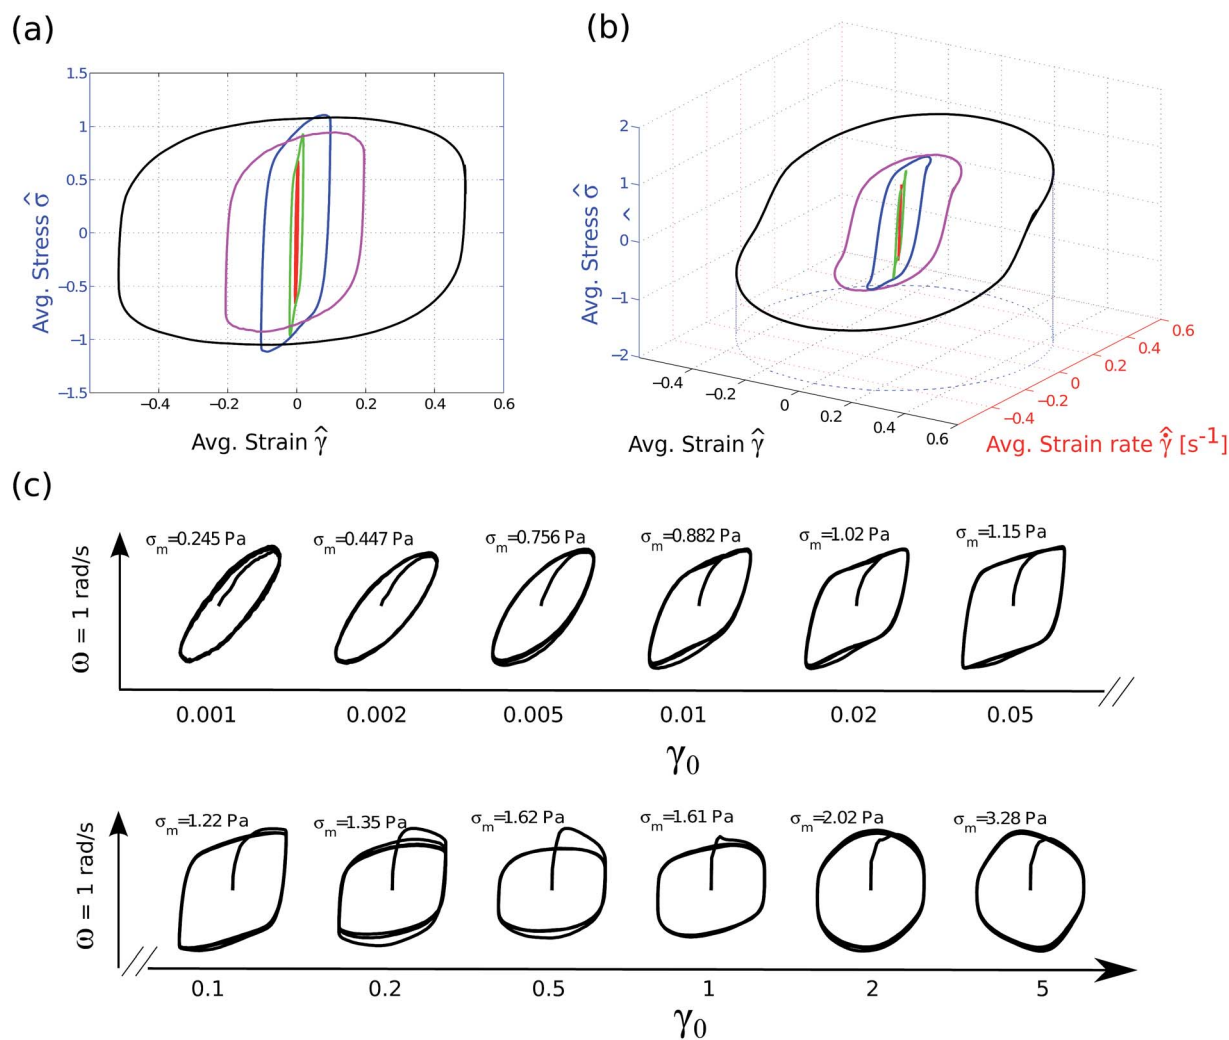 (a)
1.5
1
0.5
0
−0.5
−1
−1.5
Avg. Stress σ̂
−0.4 −0.2 0 0.2 0.4 0.6
Avg. Strain γ̂
(b)
2
1
0
−1
−2
Avg. Stress σ̂
^
−0.4 −0.2 0 0.2 0.4 0.6
Avg. Strain γ̂
−0.4 −0.2 0 0.2 0.4 0.6
Avg. Strain rate γ̇̂ [s⁻¹]
(c)
ω = 1 rad/s
σm=0.245 Pa σm=0.447 Pa σm=0.756 Pa σm=0.882 Pa σm=1.02 Pa σm=1.15 Pa
0.001 0.002 0.005 0.01 0.02 0.05
γ0
ω = 1 rad/s
σm=1.22 Pa σm=1.35 Pa σm=1.62 Pa σm=1.61 Pa σm=2.02 Pa σm=3.28 Pa
0.1 0.2 0.5 1 2 5
γ0